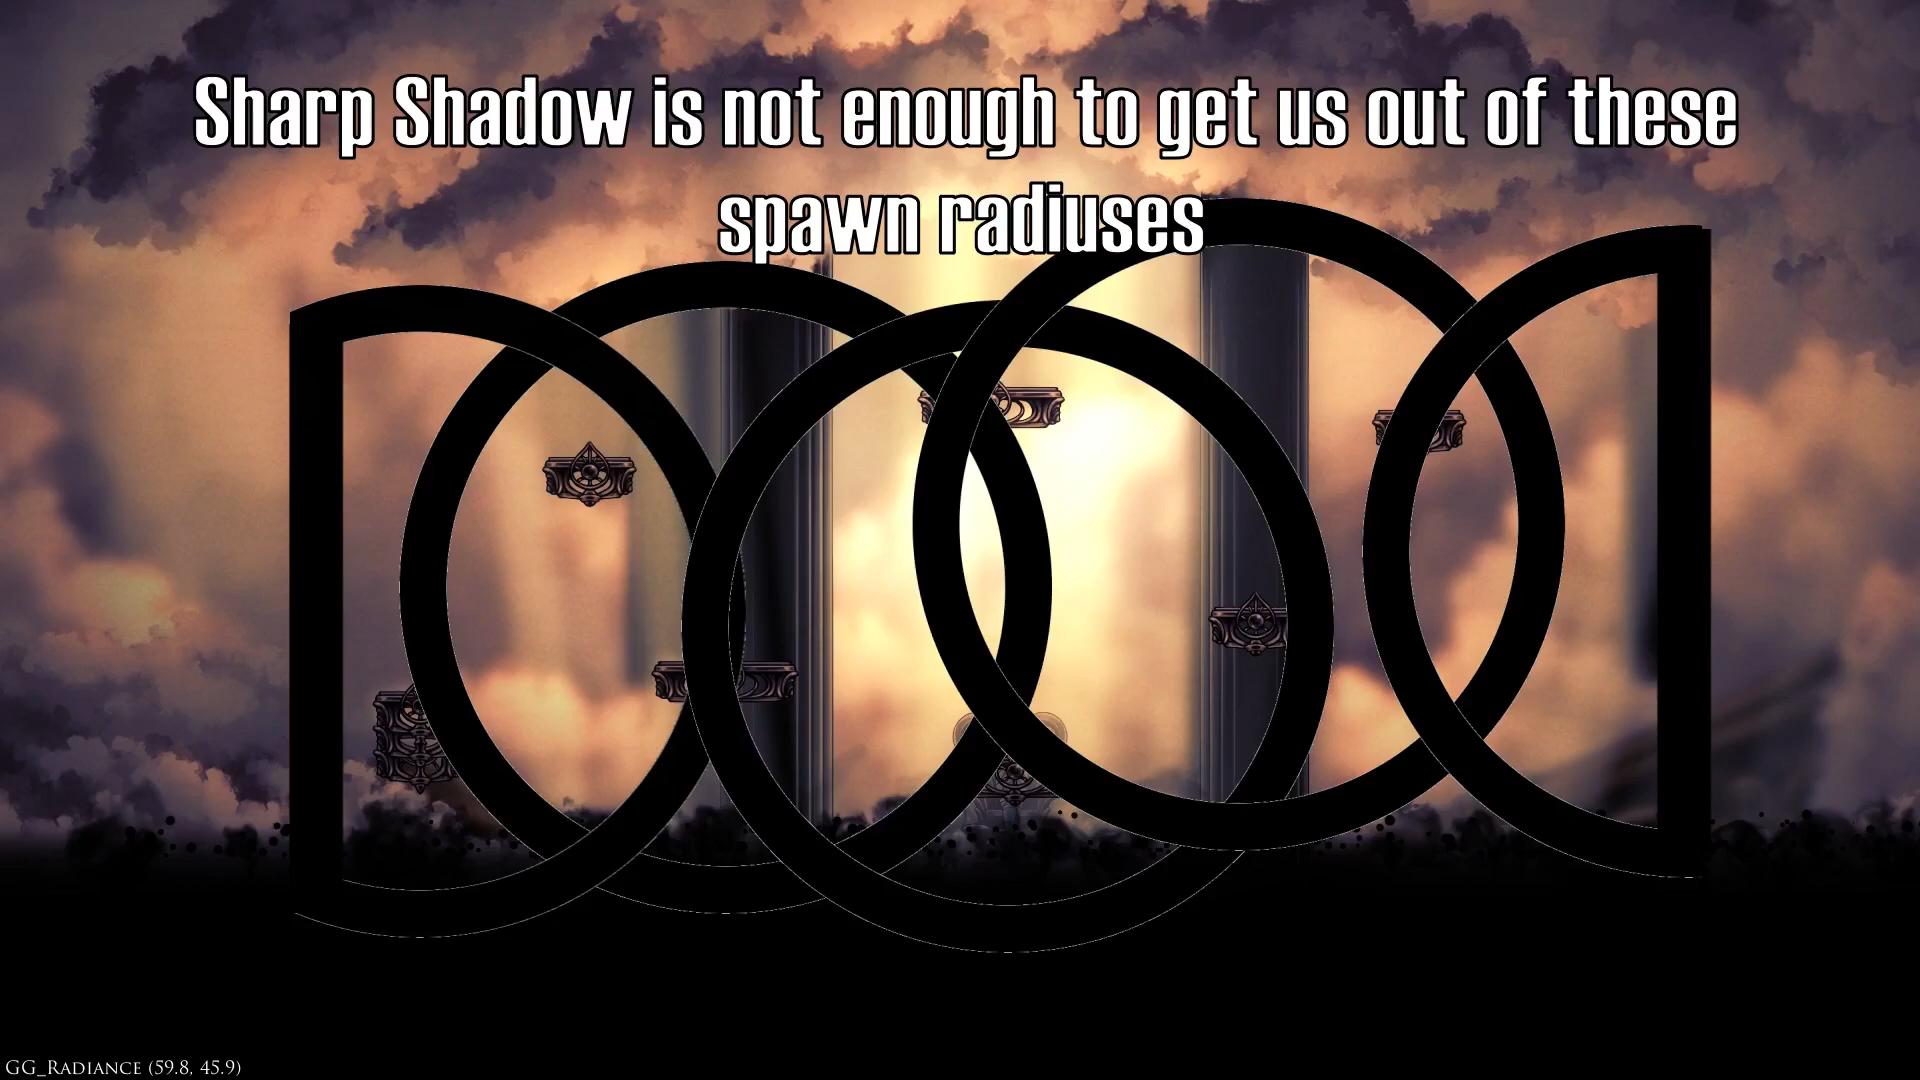 Sharp Shadow is not enough to get us out of these
spawn radiuses
GG_Radiance (59.8, 45.9)